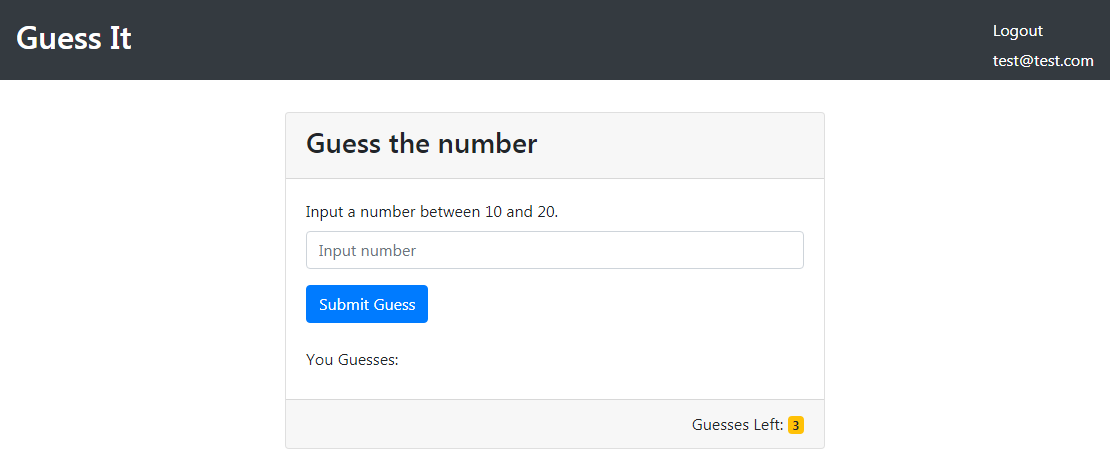 Guess It
Logout
test@test.com
Guess the number
Input a number between 10 and 20.
Input number
Submit Guess
You Guesses:
Guesses Left: 3